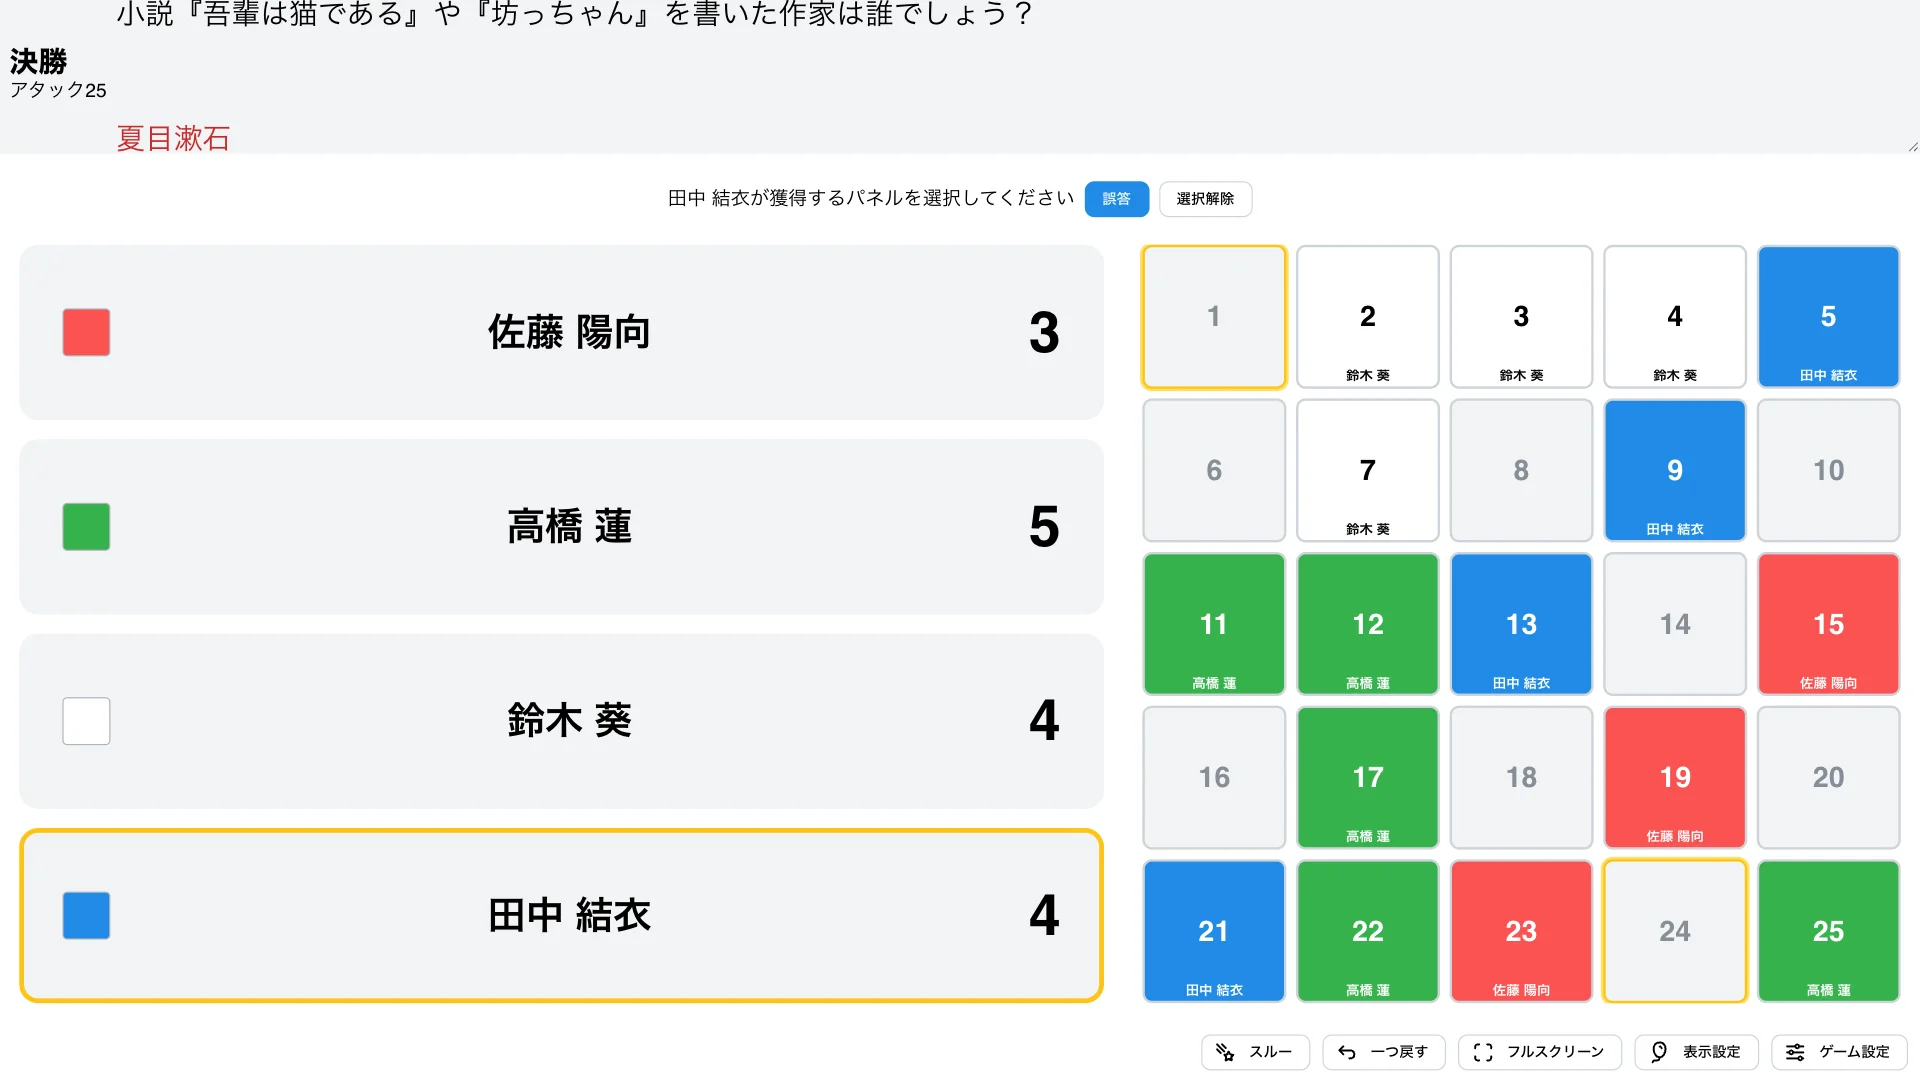 小説『吾輩は猫である』や『坊っちゃん』を書いた作家は誰でしょう？
決勝
アタック25
夏目漱石
田中 結衣が獲得するパネルを選択してください 誤答 選択解除
佐藤 陽向 3
高橋 蓮 5
鈴木 葵 4
田中 結衣 4
1 2 3 4 5
鈴木 葵 鈴木 葵 鈴木 葵 田中 結衣
6 7 8 9 10
鈴木 葵 田中 結衣
11 12 13 14 15
高橋 蓮 高橋 蓮 田中 結衣 佐藤 陽向
16 17 18 19 20
高橋 蓮 佐藤 陽向
21 22 23 24 25
田中 結衣 高橋 蓮 佐藤 陽向 高橋 蓮
スルー 一つ戻す フルスクリーン 表示設定 ゲーム設定